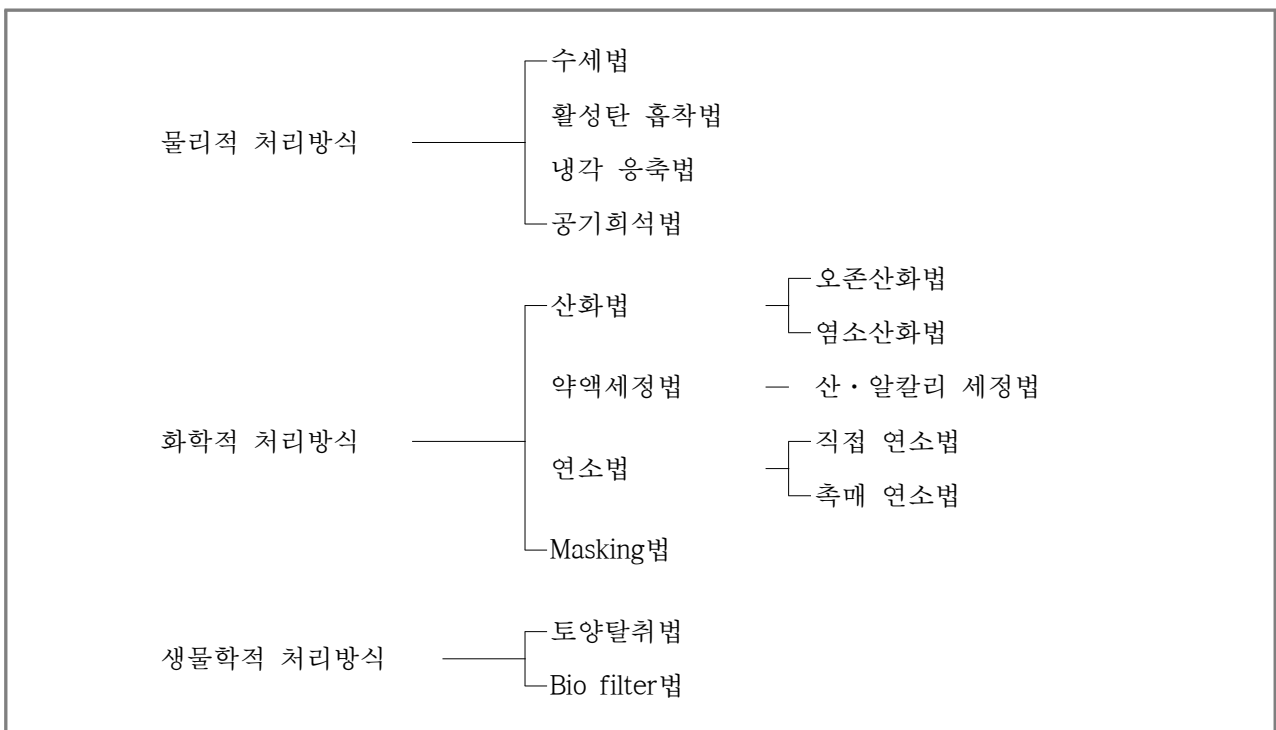 물리적 처리방식
수세법
활성탄 흡착법
냉각 응축법
공기희석법
화학적 처리방식
산화법
오존산화법
염소산화법
약액세정법
산・알칼리 세정법
연소법
직접 연소법
촉매 연소법
Masking법
생물학적 처리방식
토양탈취법
Bio filter법